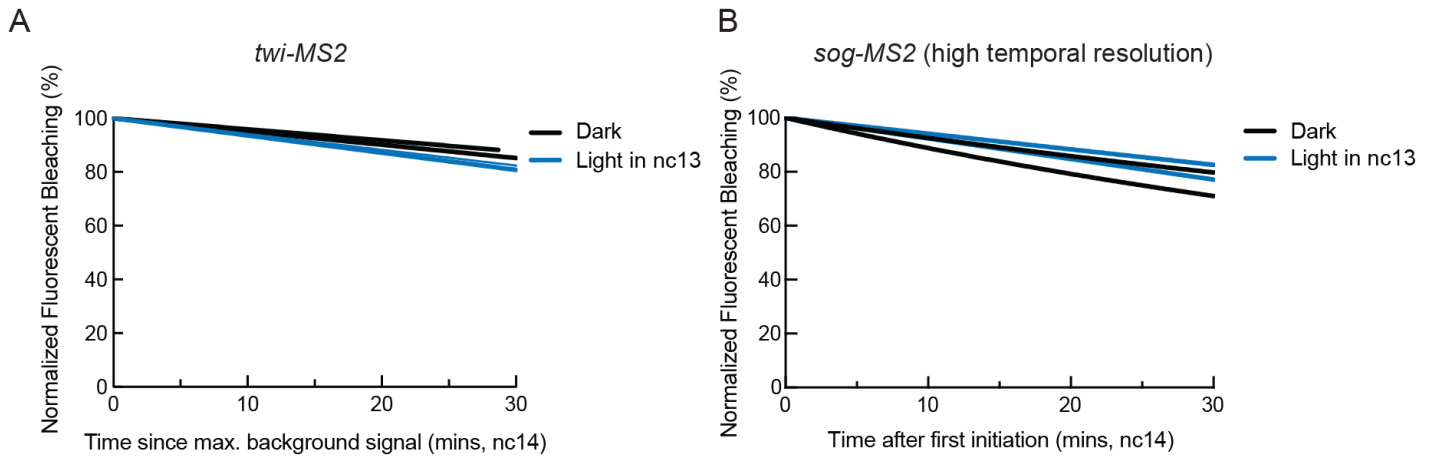 A
twi-MS2
Normalized Fluorescent Bleaching (%)
100
80
60
40
20
0
0
10
20
30
Time since max. background signal (mins, nc14)
Dark
Light in nc13
B
sog-MS2 (high temporal resolution)
Normalized Fluorescent Bleaching (%)
100
80
60
40
20
0
0
10
20
30
Time after first initiation (mins, nc14)
Dark
Light in nc13